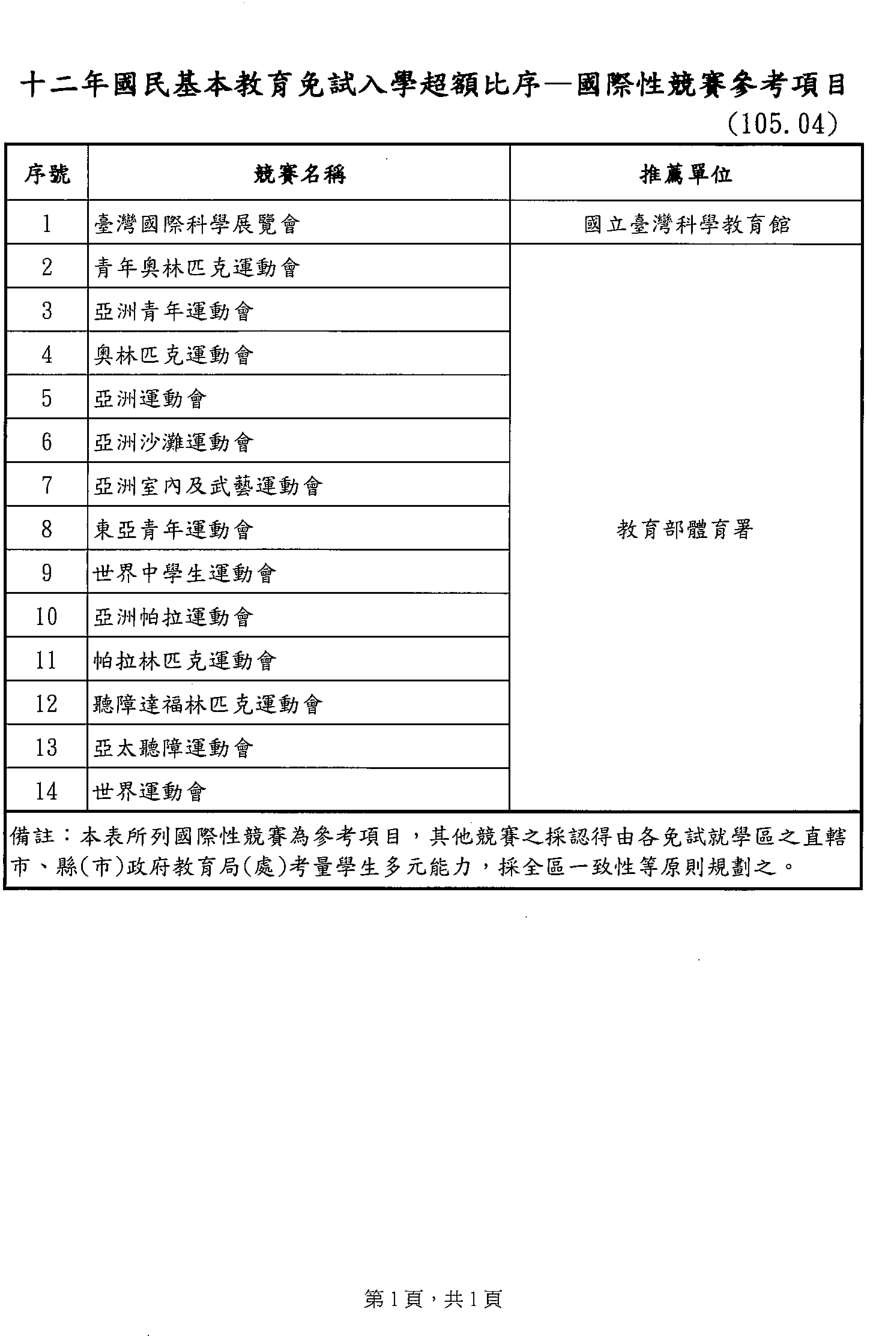 十二年國民基本教育免試入學超額比序—國際性競賽參考項目
(105.04)
序號 競賽名稱 推薦單位
1 臺灣國際科學展覽會 國立臺灣科學教育館
2 青年奧林匹克運動會
3 亞洲青年運動會
4 奧林匹克運動會
5 亞洲運動會
6 亞洲沙灘運動會
7 亞洲室內及武藝運動會
8 東亞青年運動會 教育部體育署
9 世界中學生運動會
10 亞洲帕拉運動會
11 帕拉林匹克運動會
12 聽障達福林匹克運動會
13 亞太聽障運動會
14 世界運動會
備註：本表所列國際性競賽為參考項目，其他競賽之採認得由各免試就學區之直轄
市、縣(市)政府教育局(處)考量學生多元能力，採全區一致性等原則規劃之。
第1頁，共1頁